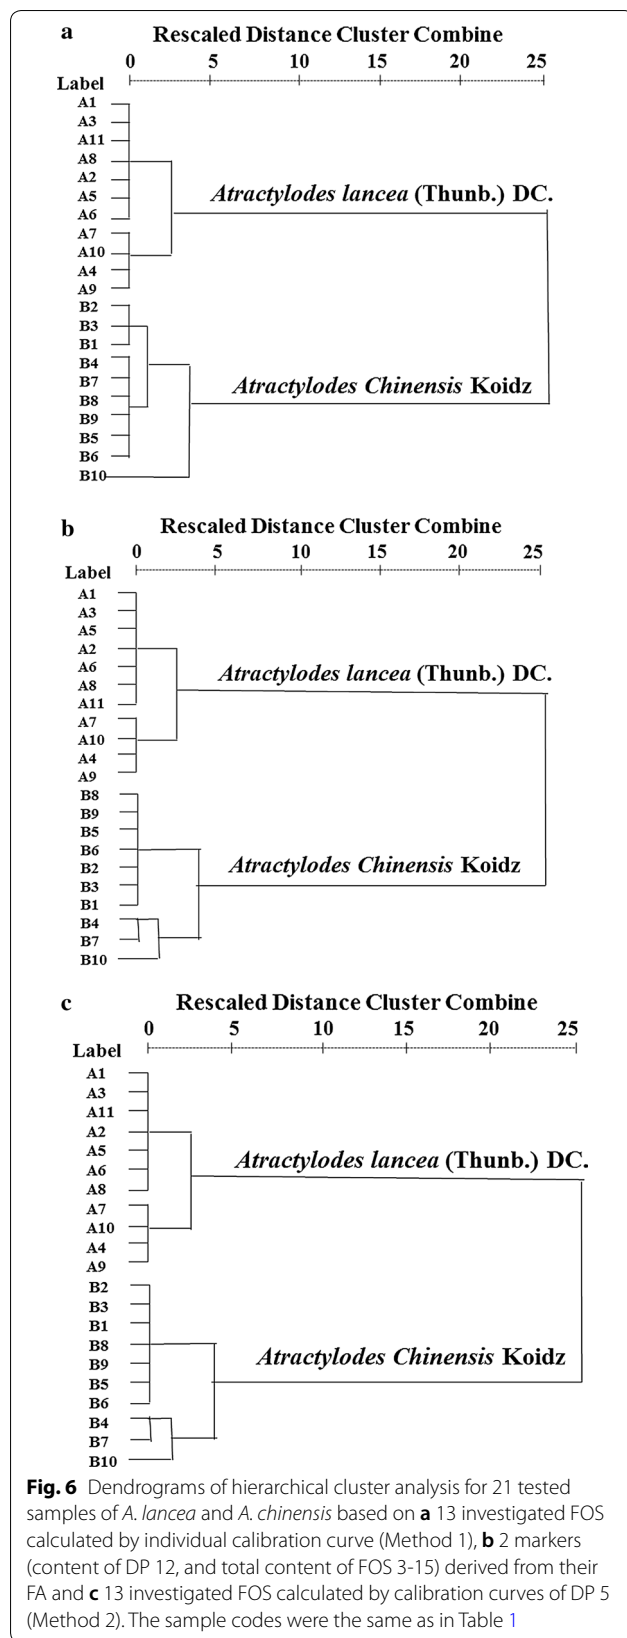 a
Rescaled Distance Cluster Combine
0 5 10 15 20 25
Label
A1
A3
A11
A8
A2
A5
A6
A7
A10
A4
A9
B2
B3
B1
B4
B7
B8
B9
B5
B6
B10
Atractylodes lancea (Thunb.) DC.
Atractylodes Chinensis Koidz
b
Rescaled Distance Cluster Combine
0 5 10 15 20 25
Label
A1
A3
A5
A2
A6
A8
A11
A7
A10
A4
A9
B8
B9
B5
B6
B2
B3
B1
B4
B7
B10
Atractylodes lancea (Thunb.) DC.
Atractylodes Chinensis Koidz
c
Rescaled Distance Cluster Combine
0 5 10 15 20 25
Label
A1
A3
A11
A2
A5
A6
A8
A7
A10
A4
A9
B2
B3
B1
B8
B9
B5
B6
B4
B7
B10
Atractylodes lancea (Thunb.) DC.
Atractylodes Chinensis Koidz
Fig. 6 Dendrograms of hierarchical cluster analysis for 21 tested
samples of A. lancea and A. chinensis based on a 13 investigated FOS
calculated by individual calibration curve (Method 1), b 2 markers
(content of DP 12, and total content of FOS 3-15) derived from their
FA and c 13 investigated FOS calculated by calibration curves of DP 5
(Method 2). The sample codes were the same as in Table 1